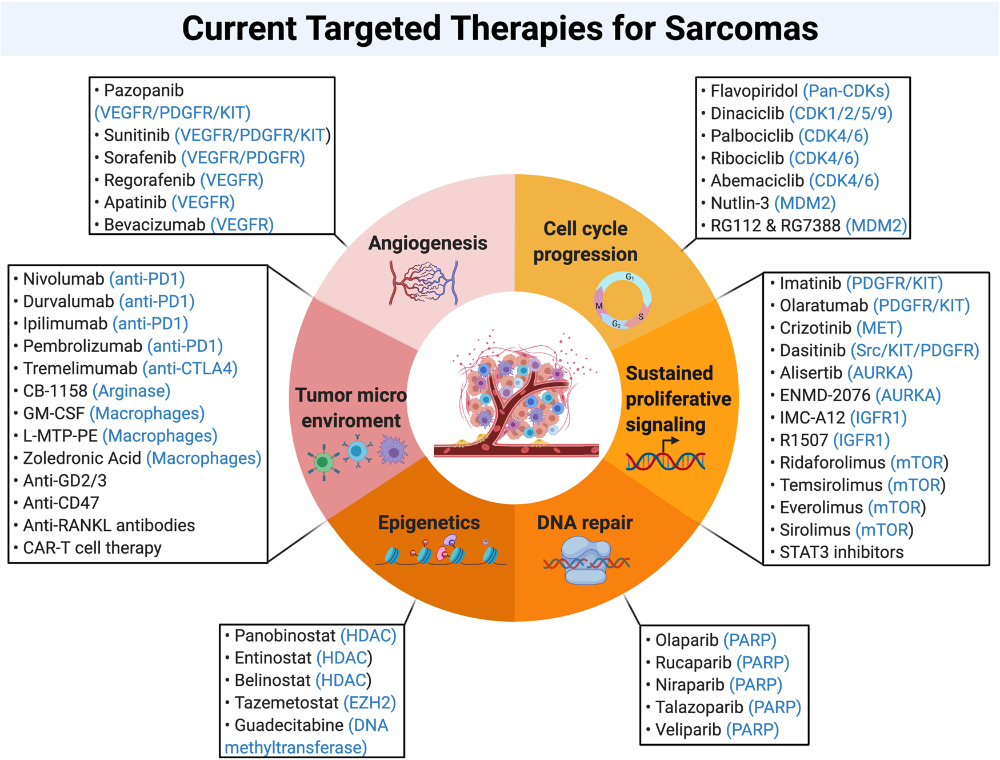 Current Targeted Therapies for Sarcomas
• Pazopanib
(VEGFR/PDGFR/KIT)
• Sunitinib (VEGFR/PDGFR/KIT)
• Sorafenib (VEGFR/PDGFR)
• Regorafenib (VEGFR)
• Apatinib (VEGFR)
• Bevacizumab (VEGFR)
• Flavopiridol (Pan-CDKs)
• Dinaciclib (CDK1/2/5/9)
• Palbociclib (CDK4/6)
• Ribociclib (CDK4/6)
• Abemaciclib (CDK4/6)
• Nutlin-3 (MDM2)
• RG112 & RG7388 (MDM2)
• Nivolumab (anti-PD1)
• Durvalumab (anti-PD1)
• Ipilimumab (anti-PD1)
• Pembrolizumab (anti-PD1)
• Tremelimumab (anti-CTLA4)
• CB-1158 (Arginase)
• GM-CSF (Macrophages)
• L-MTP-PE (Macrophages)
• Zoledronic Acid (Macrophages)
• Anti-GD2/3
• Anti-CD47
• Anti-RANKL antibodies
• CAR-T cell therapy
Angiogenesis
Cell cycle
progression
G1
S
G2
M
Tumor micro
enviroment
Sustained
proliferative
signaling
Epigenetics
Me
Me
Me
Me
Ac
DNA repair
• Imatinib (PDGFR/KIT)
• Olaratumab (PDGFR/KIT)
• Crizotinib (MET)
• Dasitinib (Src/KIT/PDGFR)
• Alisertib (AURKA)
• ENMD-2076 (AURKA)
• IMC-A12 (IGFR1)
• R1507 (IGFR1)
• Ridaforolimus (mTOR)
• Temsirolimus (mTOR)
• Everolimus (mTOR)
• Sirolimus (mTOR)
• STAT3 inhibitors
• Panobinostat (HDAC)
• Entinostat (HDAC)
• Belinostat (HDAC)
• Tazemetostat (EZH2)
• Guadecitabine (DNA
methyltransferase)
• Olaparib (PARP)
• Rucaparib (PARP)
• Niraparib (PARP)
• Talazoparib (PARP)
• Veliparib (PARP)